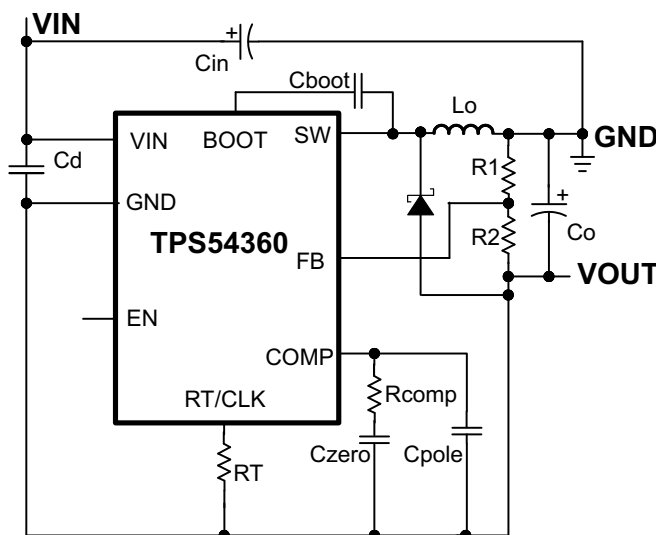 VIN
+
Cin
Cboot
Lo
VIN
BOOT
SW
GND
Cd
R1
GND
+
TPS54360
R2
Co
FB
VOUT
EN
COMP
RT/CLK
Rcomp
Czero
Cpole
RT